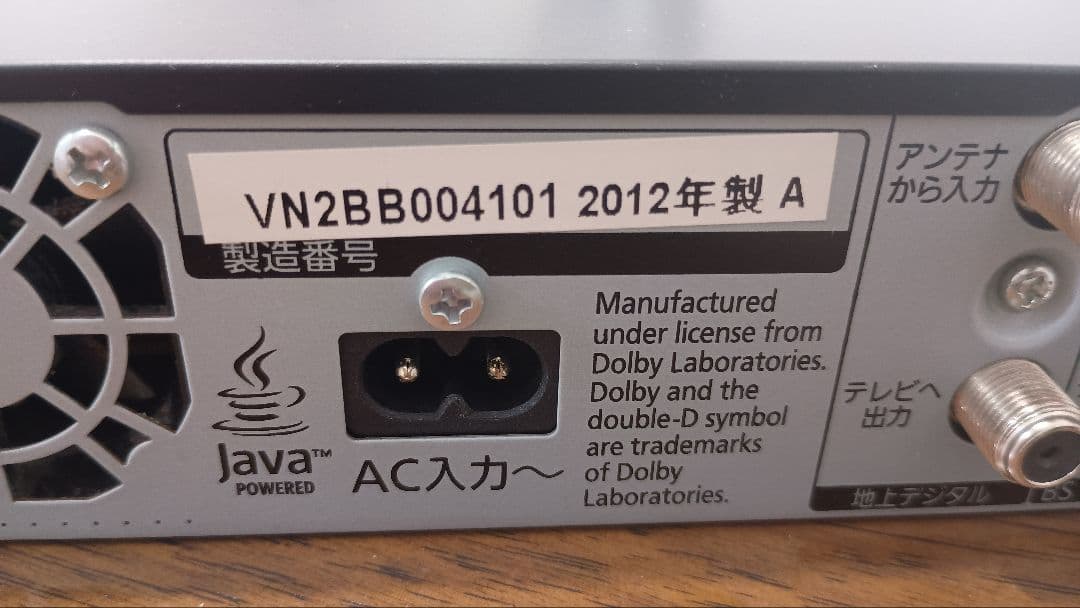 VN2BB004101 2012年製 A
製造番号
アンテナ
から入力
Java™
POWERED
AC入力〜
Manufactured
under license from
Dolby Laboratories.
Dolby and the
double-D symbol
are trademarks
of Dolby
Laboratories.
テレビへ
出力
地上デジタル
BS